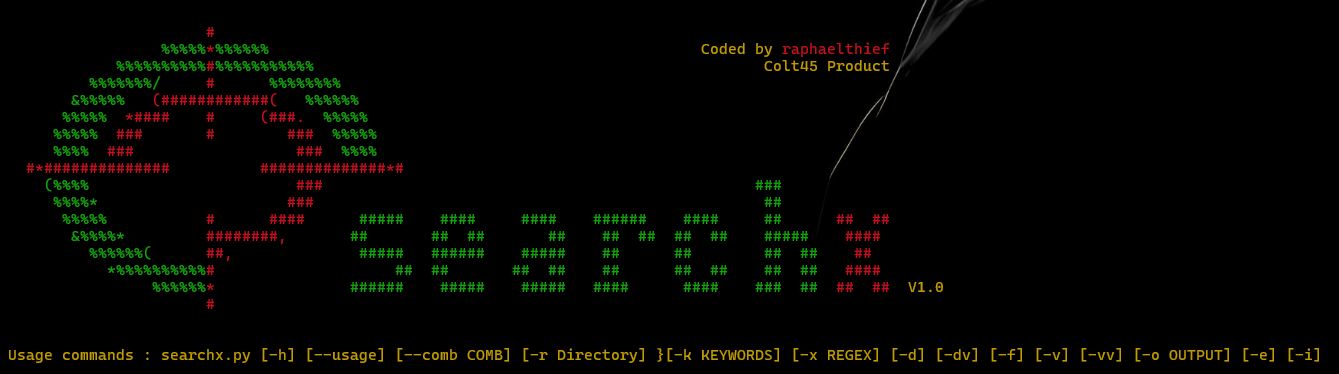 Coded by raphaelthief
Colt45 Product
searchx V1.0
Usage commands : searchx.py [-h] [--usage] [--comb COMB] [-r Directory] }[-k KEYWORDS] [-x REGEX] [-d] [-dv] [-f] [-v] [-vv] [-o OUTPUT] [-e] [-i]